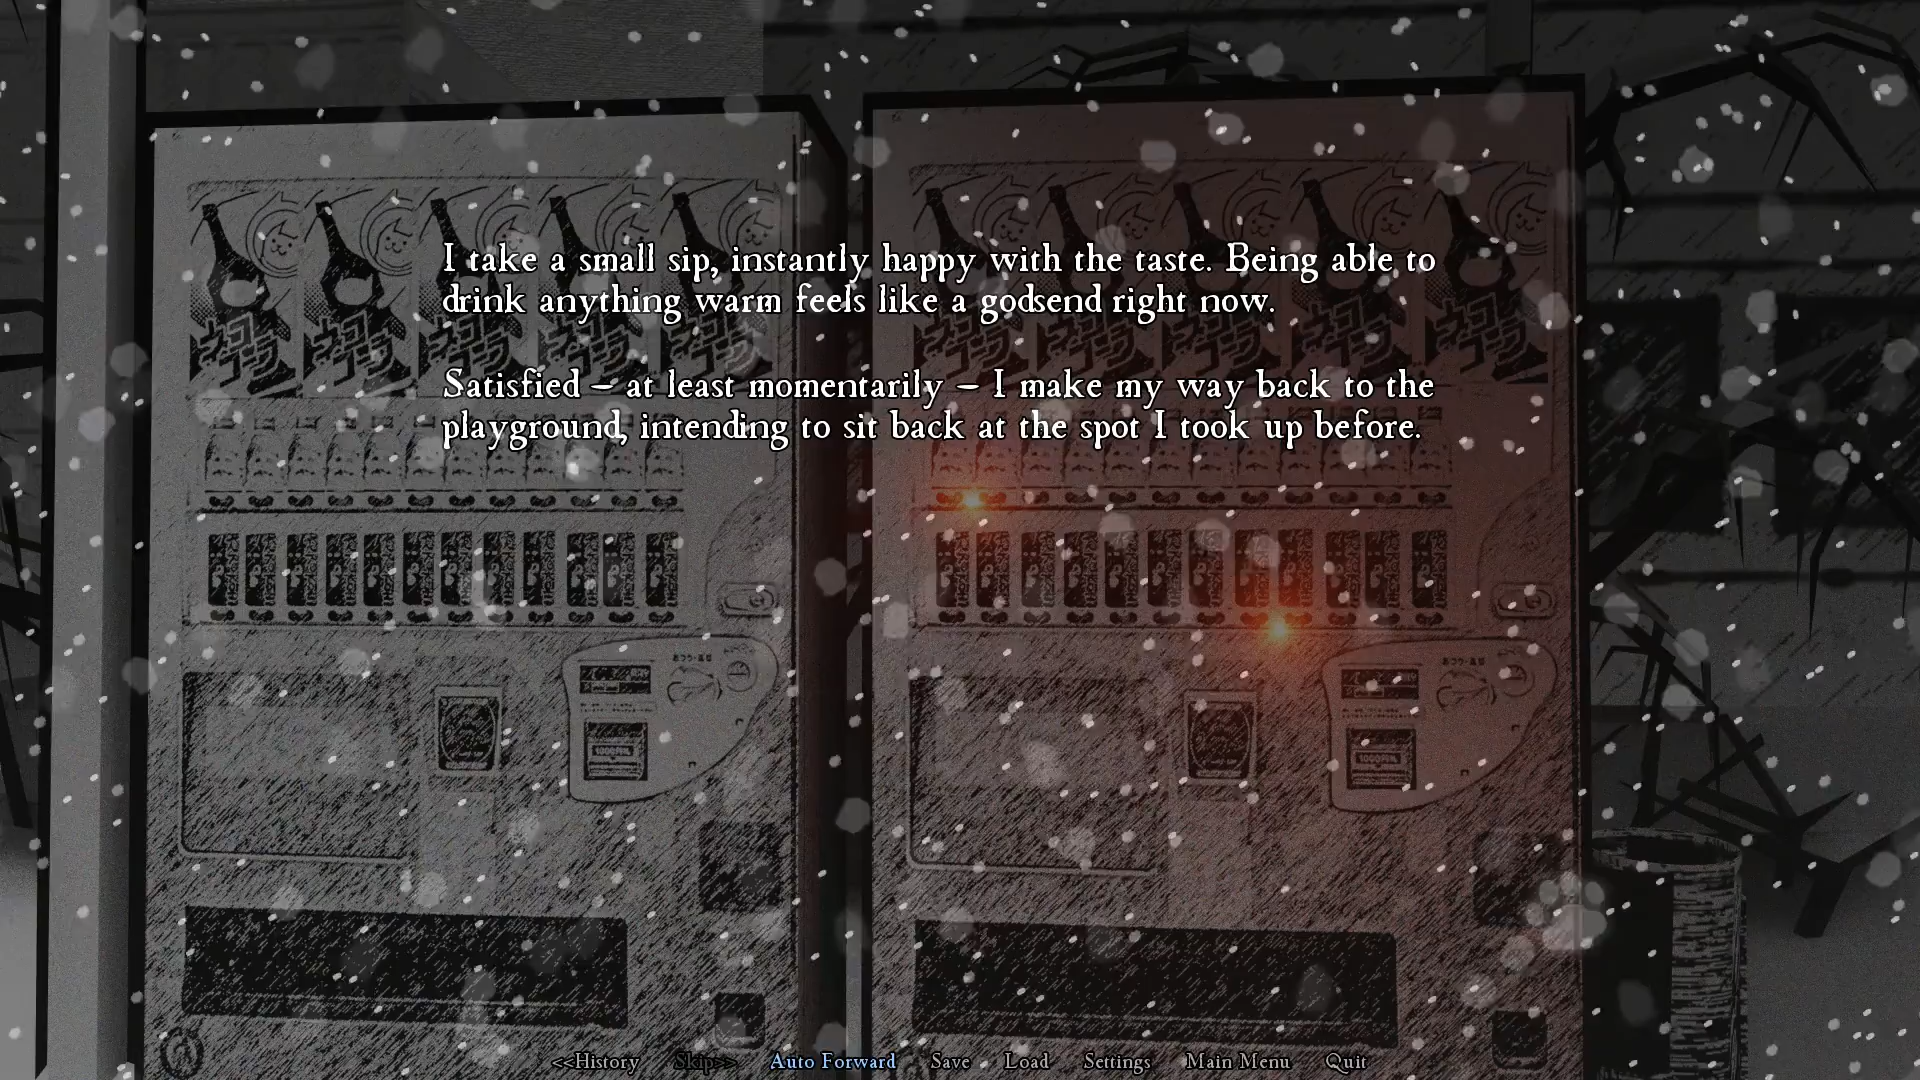 I take a small sip, instantly happy with the taste. Being able to
drink anything warm feels like a godsend right now.
Satisfied – at least momentarily – I make my way back to the
playground, intending to sit back at the spot I took up before.
<<History Skip>> Auto Forward Save Load Settings Main Menu Quit